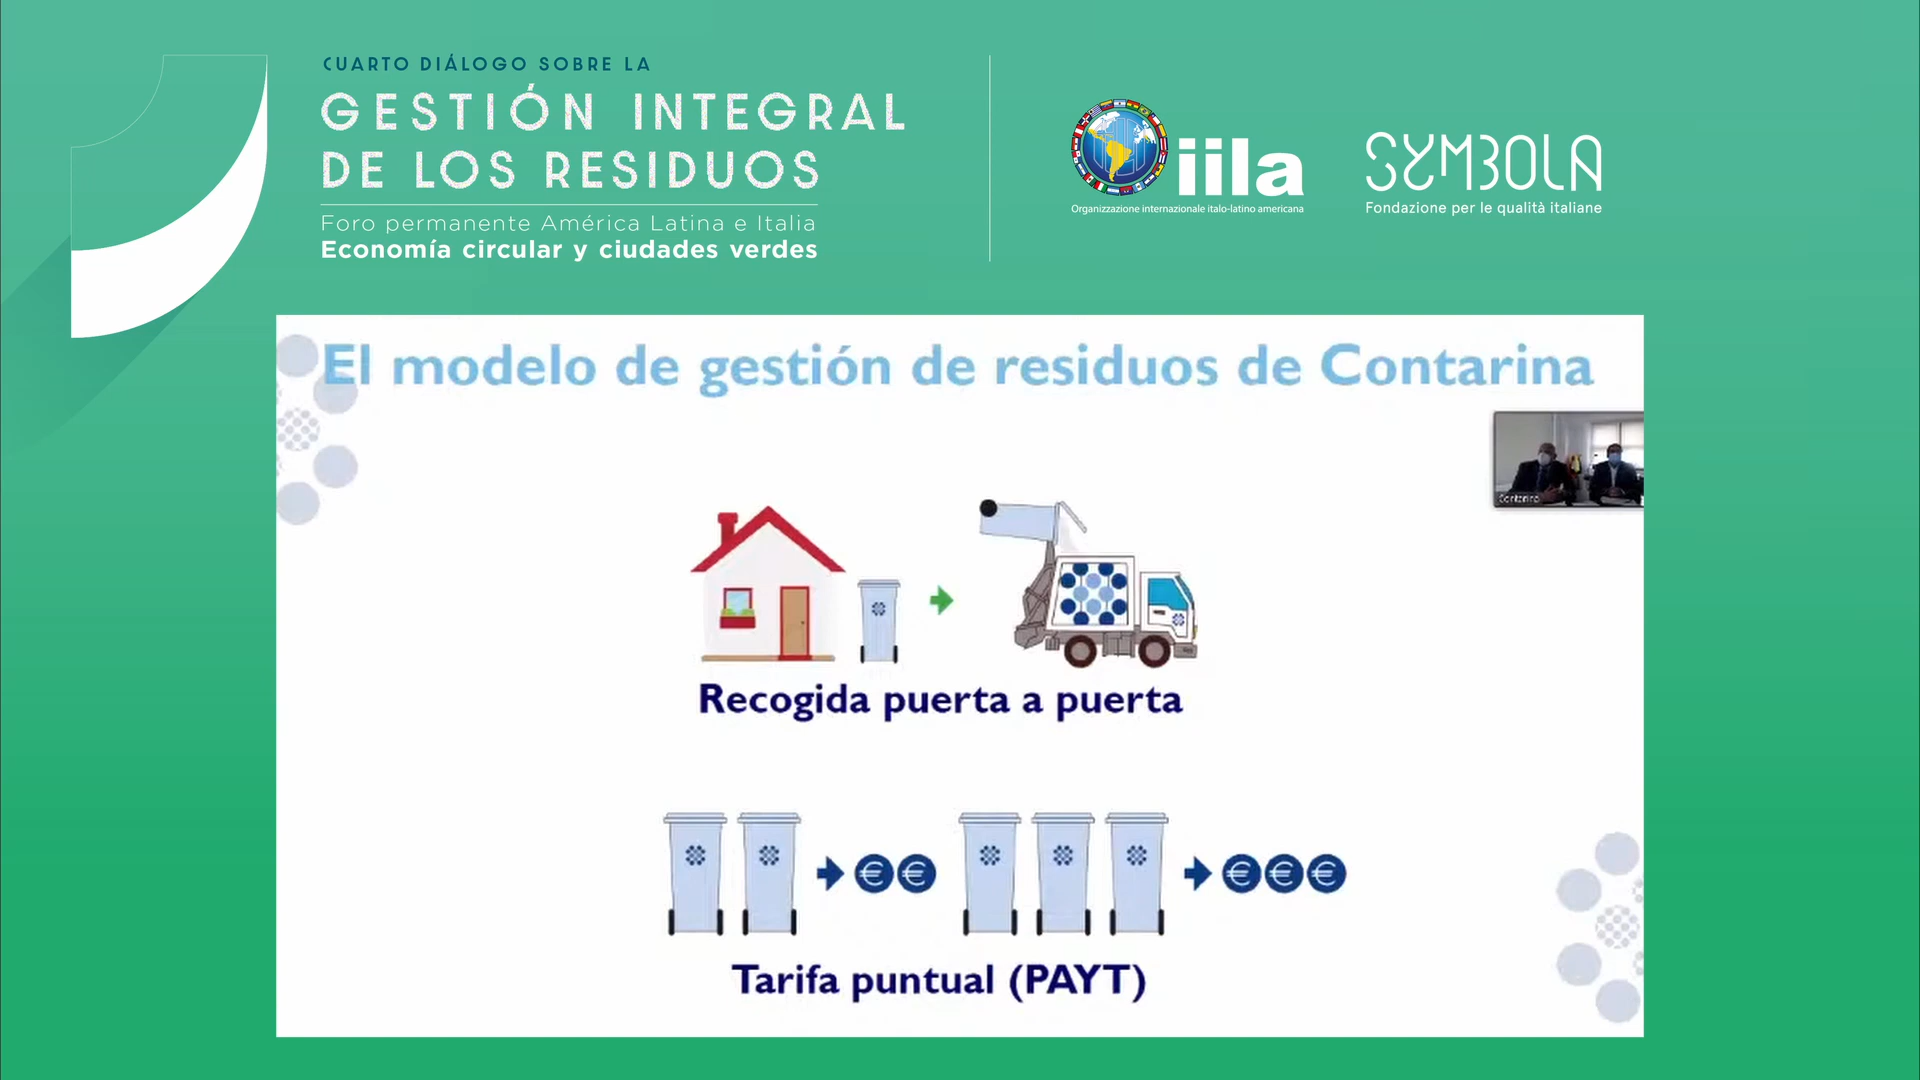 CUARTO DIÁLOGO SOBRE LA
GESTIÓN INTEGRAL
DE LOS RESIDUOS
Foro permanente América Latina e Italia
Economía circular y ciudades verdes
iila
Organizzazione internazionale italo-latino americana
SYMBOLA
Fondazione per le qualità italiane
El modelo de gestión de residuos de Contarina
Contarina
Recogida puerta a puerta
€€ €€€
Tarifa puntual (PAYT)